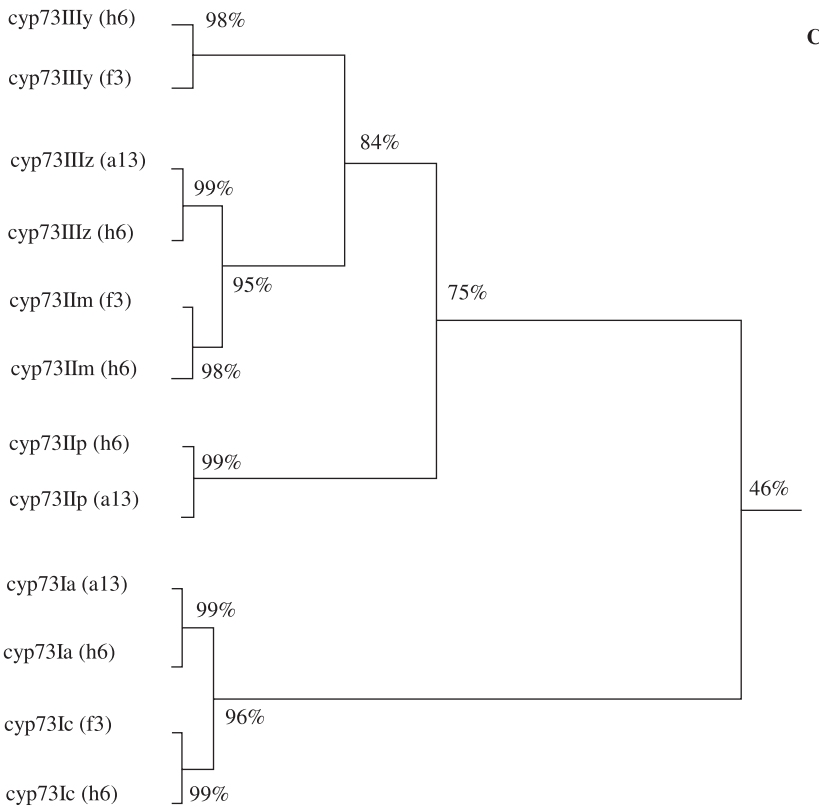 cyp73IIIy (h6)
98%
C
cyp73IIIy (f3)
84%
cyp73IIIz (a13)
99%
cyp73IIIz (h6)
95%
75%
cyp73IIm (f3)
cyp73IIm (h6)
98%
cyp73IIp (h6)
99%
46%
cyp73IIp (a13)
cyp73Ia (a13)
99%
cyp73Ia (h6)
96%
cyp73Ic (f3)
cyp73Ic (h6)
99%